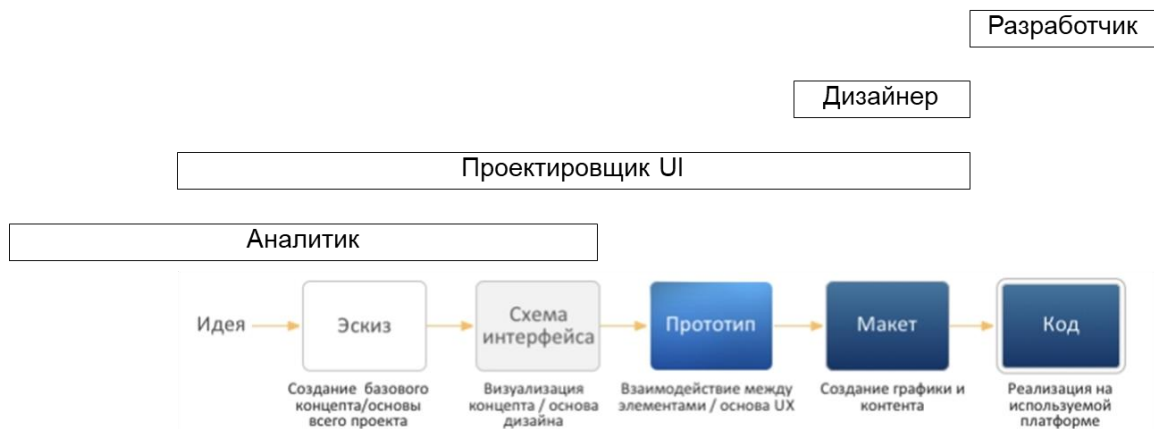 Разработчик
Дизайнер
Проектировщик UI
Аналитик
Идея
Эскиз
Схема
интерфейса
Прототип
Макет
Код
Создание базового
концепта/основы
всего проекта
Визуализация
концепта / основа
дизайна
Взаимодействие между
элементами / основа UX
Создание графики и
контента
Реализация на
используемой
платформе